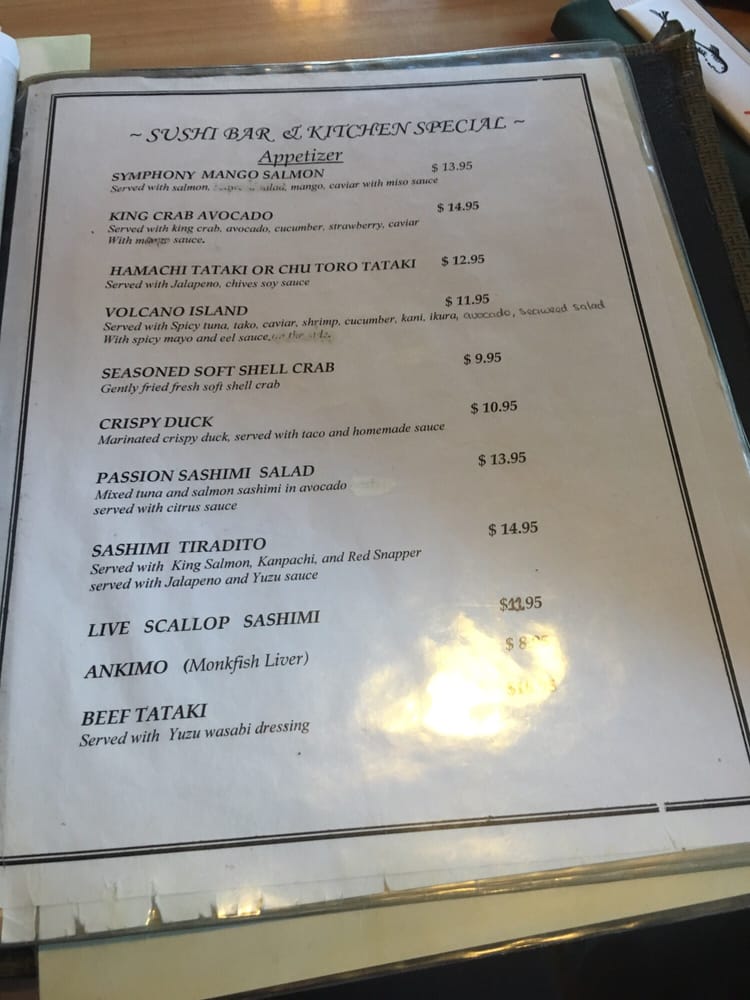 ~ SUSHI BAR & KITCHEN SPECIAL ~
Appetizer
SYMPHONY MANGO SALMON $ 13.95
Served with salmon, salad, mango, caviar with miso sauce
KING CRAB AVOCADO $ 14.95
Served with king crab, avocado, cucumber, strawberry, caviar
With mango sauce.
HAMACHI TATAKI OR CHU TORO TATAKI $ 12.95
Served with Jalapeno, chives soy sauce
VOLCANO ISLAND $ 11.95
Served with Spicy tuna, tako, caviar, shrimp, cucumber, kani, ikura, avocado, seaweed salad
With spicy mayo and eel sauce.
SEASONED SOFT SHELL CRAB $ 9.95
Gently fried fresh soft shell crab
CRISPY DUCK $ 10.95
Marinated crispy duck, served with taco and homemade sauce
PASSION SASHIMI SALAD $ 13.95
Mixed tuna and salmon sashimi in avocado
served with citrus sauce
SASHIMI TIRADITO $ 14.95
Served with King Salmon, Kanpachi, and Red Snapper
served with Jalapeno and Yuzu sauce
LIVE SCALLOP SASHIMI
ANKIMO (Monkfish Liver)
BEEF TATAKI
Served with Yuzu wasabi dressing